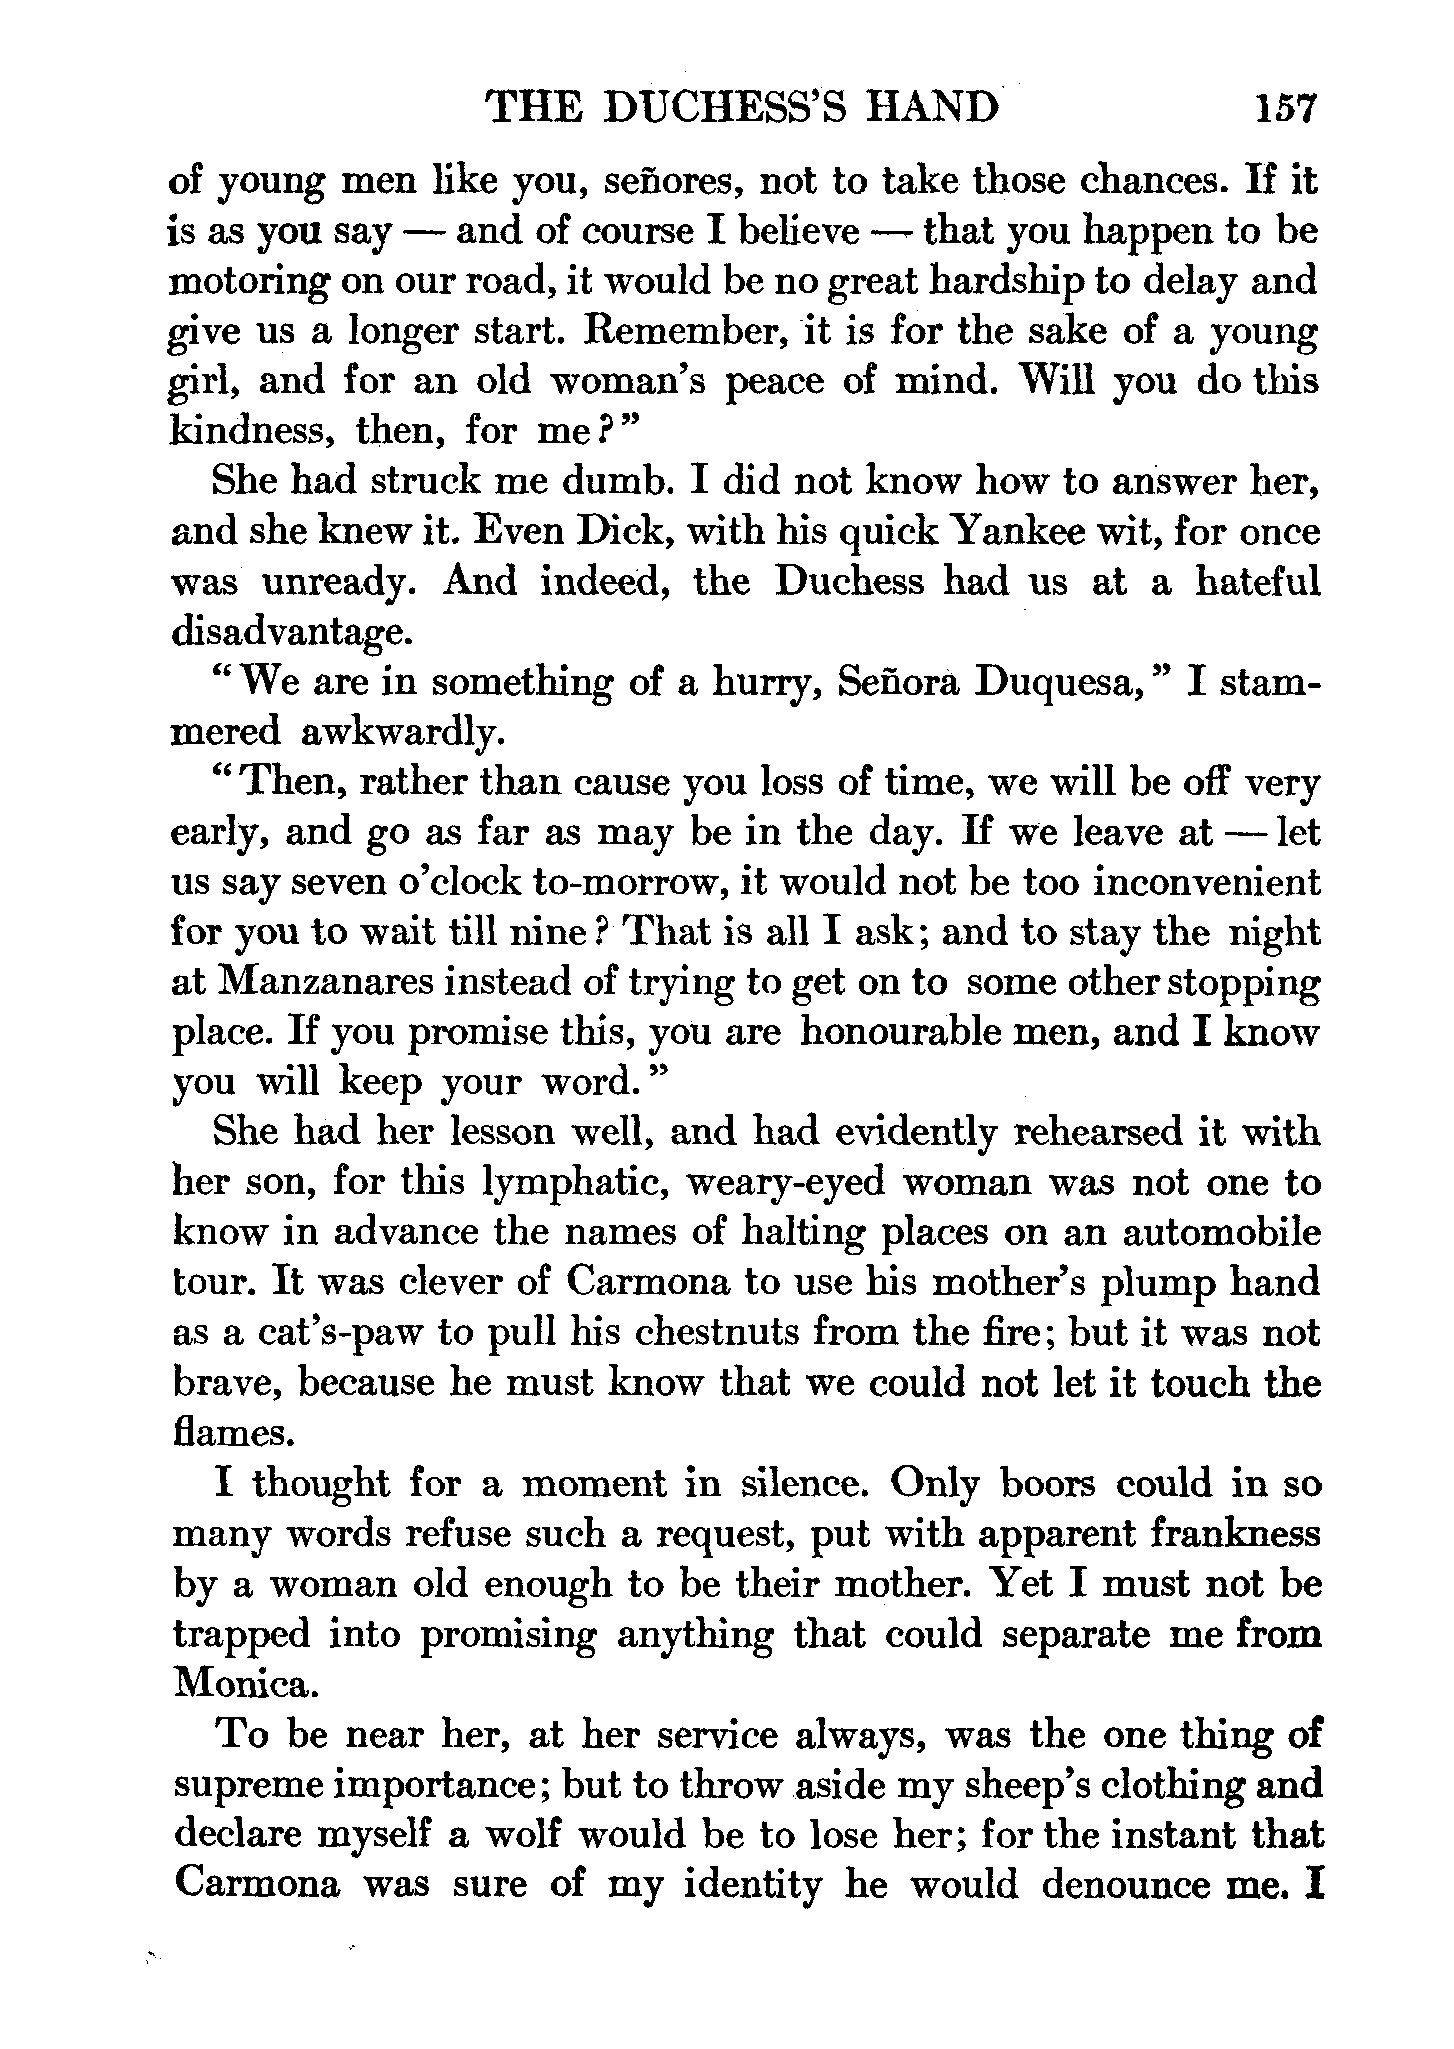 THE DUCHESS'S HAND 157
of young men like you, señores, not to take those chances. If it
is as you say — and of course I believe — that you happen to be
motoring on our road, it would be no great hardship to delay and
give us a longer start. Remember, it is for the sake of a young
girl, and for an old woman's peace of mind. Will you do this
kindness, then, for me?"
She had struck me dumb. I did not know how to answer her,
and she knew it. Even Dick, with his quick Yankee wit, for once
was unready. And indeed, the Duchess had us at a hateful
disadvantage.
"We are in something of a hurry, Señora Duquesa," I stam-
mered awkwardly.
"Then, rather than cause you loss of time, we will be off very
early, and go as far as may be in the day. If we leave at — let
us say seven o'clock to-morrow, it would not be too inconvenient
for you to wait till nine? That is all I ask; and to stay the night
at Manzanares instead of trying to get on to some other stopping
place. If you promise this, you are honourable men, and I know
you will keep your word."
She had her lesson well, and had evidently rehearsed it with
her son, for this lymphatic, weary-eyed woman was not one to
know in advance the names of halting places on an automobile
tour. It was clever of Carmona to use his mother's plump hand
as a cat's-paw to pull his chestnuts from the fire; but it was not
brave, because he must know that we could not let it touch the
flames.
I thought for a moment in silence. Only boors could in so
many words refuse such a request, put with apparent frankness
by a woman old enough to be their mother. Yet I must not be
trapped into promising anything that could separate me from
Monica.
To be near her, at her service always, was the one thing of
supreme importance; but to throw aside my sheep's clothing and
declare myself a wolf would be to lose her; for the instant that
Carmona was sure of my identity he would denounce me. I